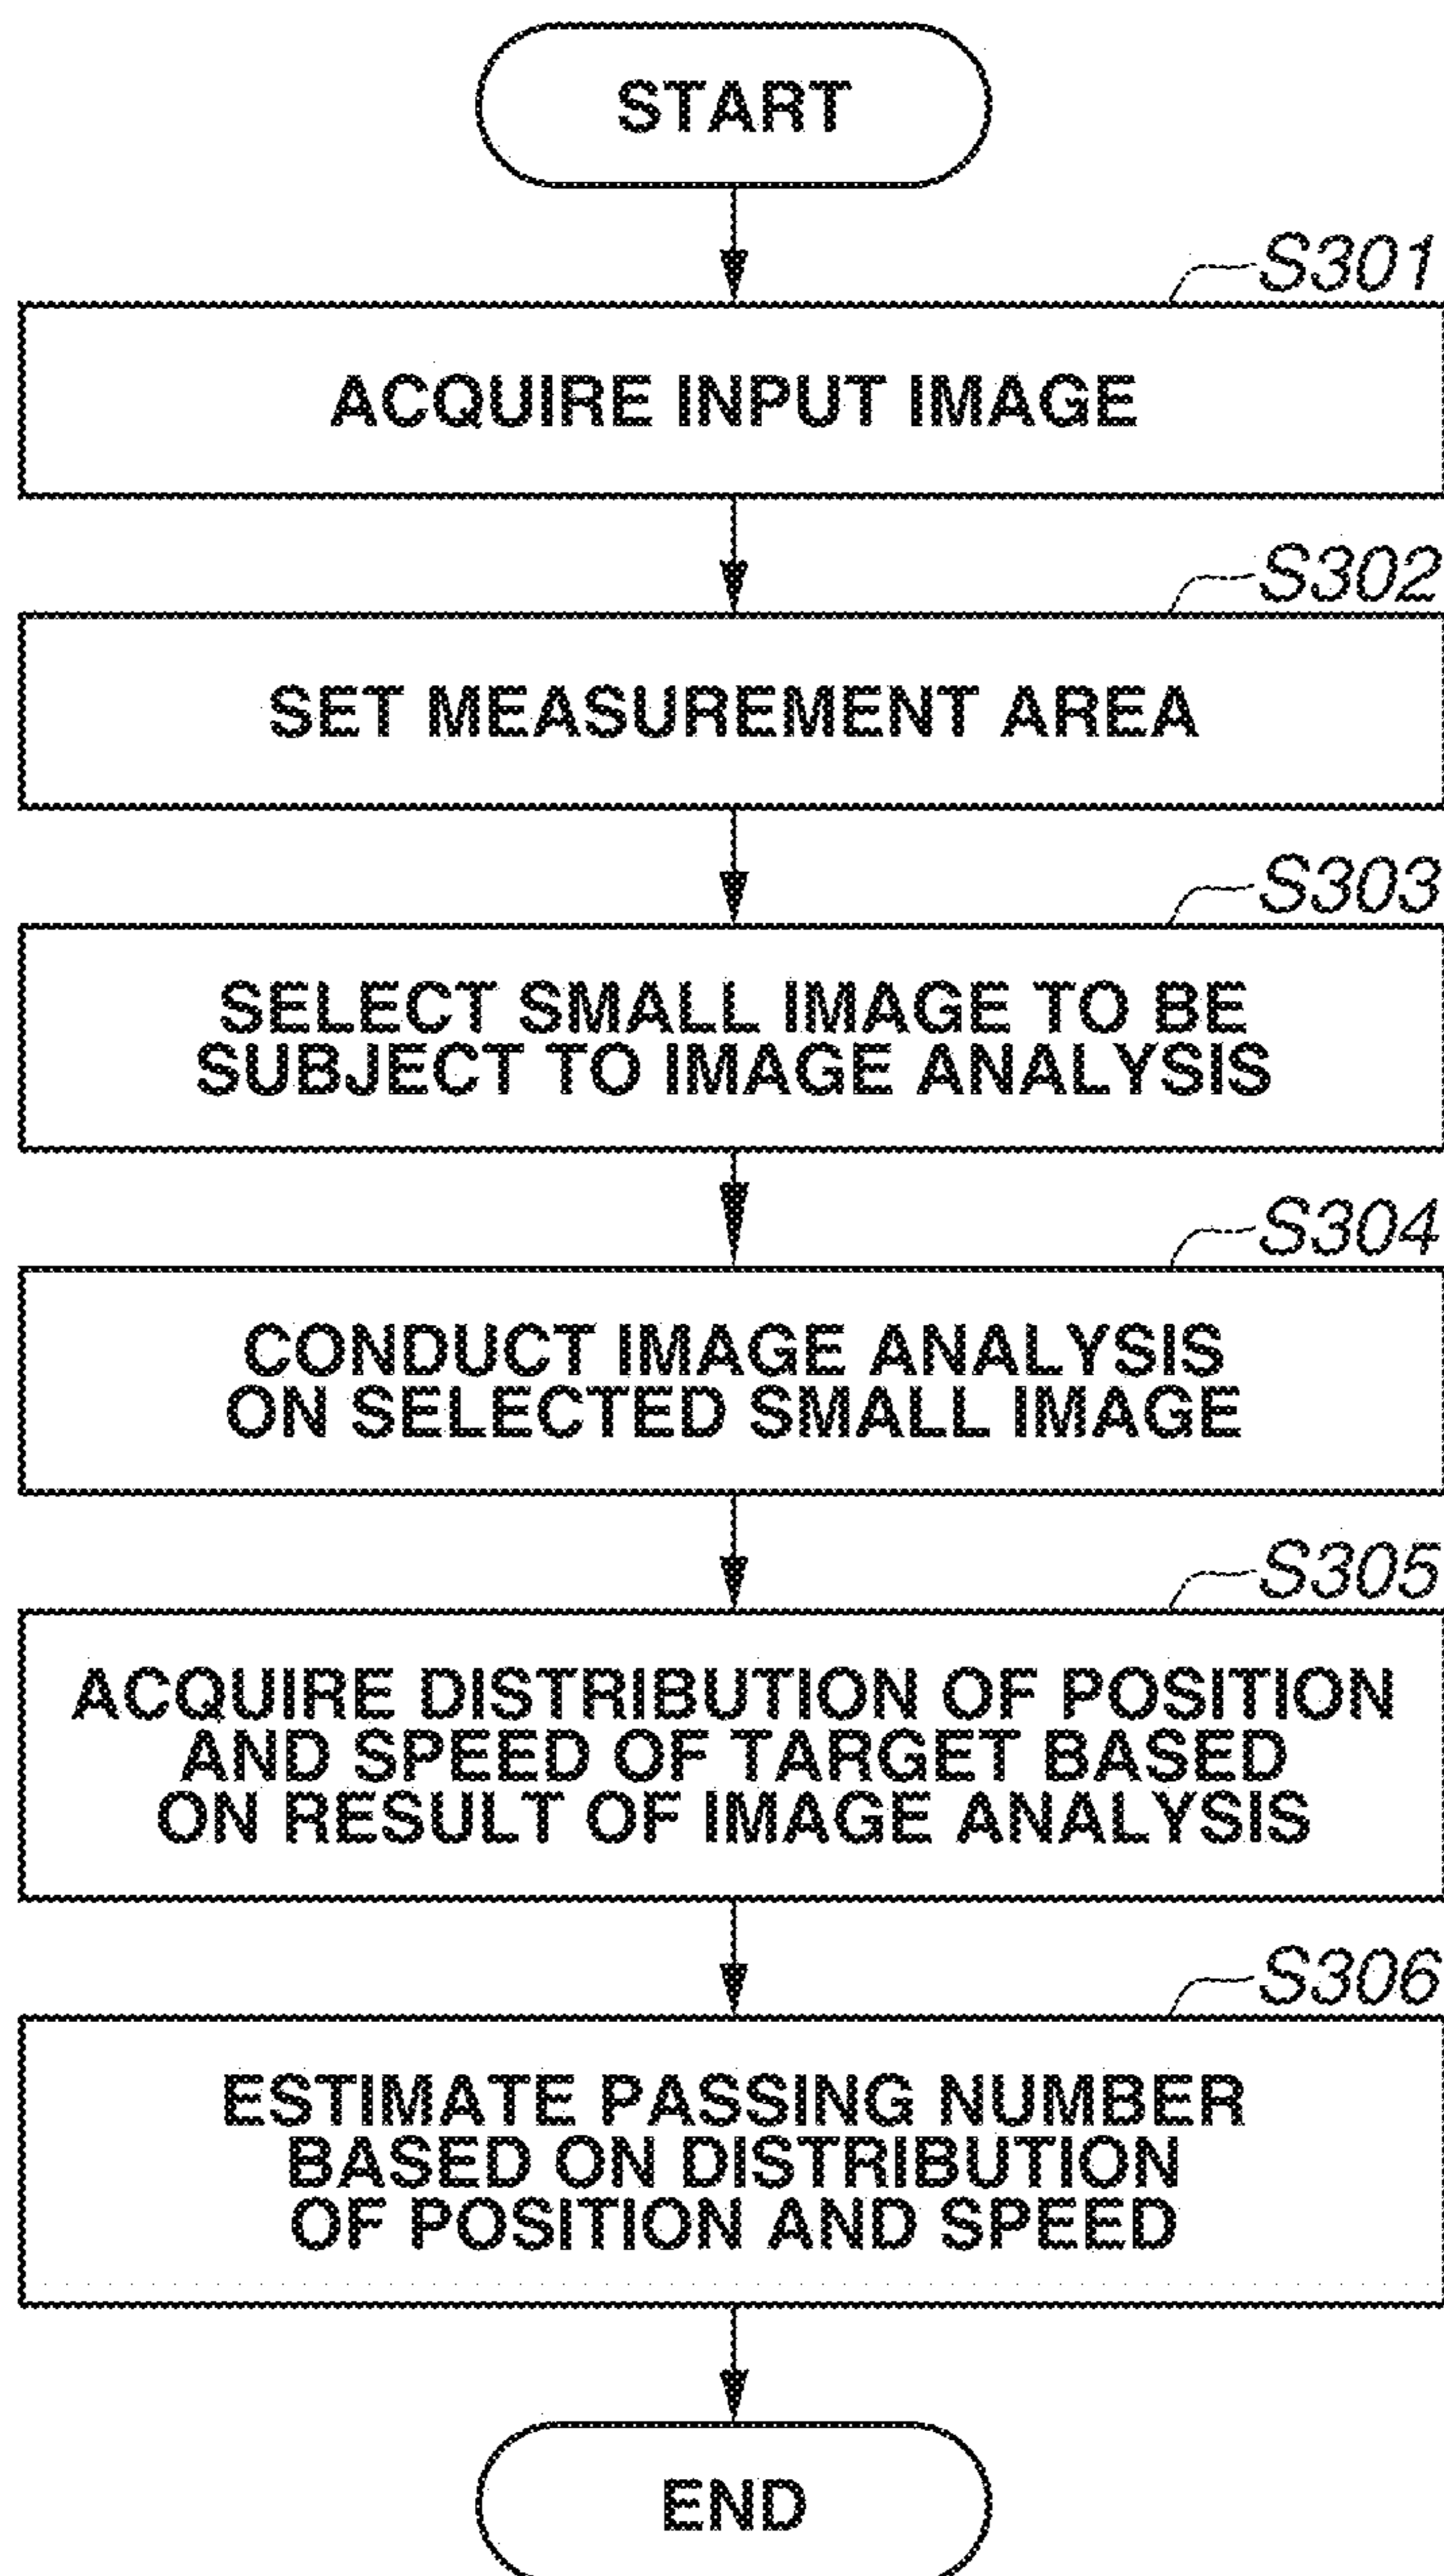 START
S301
ACQUIRE INPUT IMAGE
S302
SET MEASUREMENT AREA
S303
SELECT SMALL IMAGE TO BE
SUBJECT TO IMAGE ANALYSIS
S304
CONDUCT IMAGE ANALYSIS
ON SELECTED SMALL IMAGE
S305
ACQUIRE DISTRIBUTION OF POSITION
AND SPEED OF TARGET BASED
ON RESULT OF IMAGE ANALYSIS
S306
ESTIMATE PASSING NUMBER
BASED ON DISTRIBUTION
OF POSITION AND SPEED
END